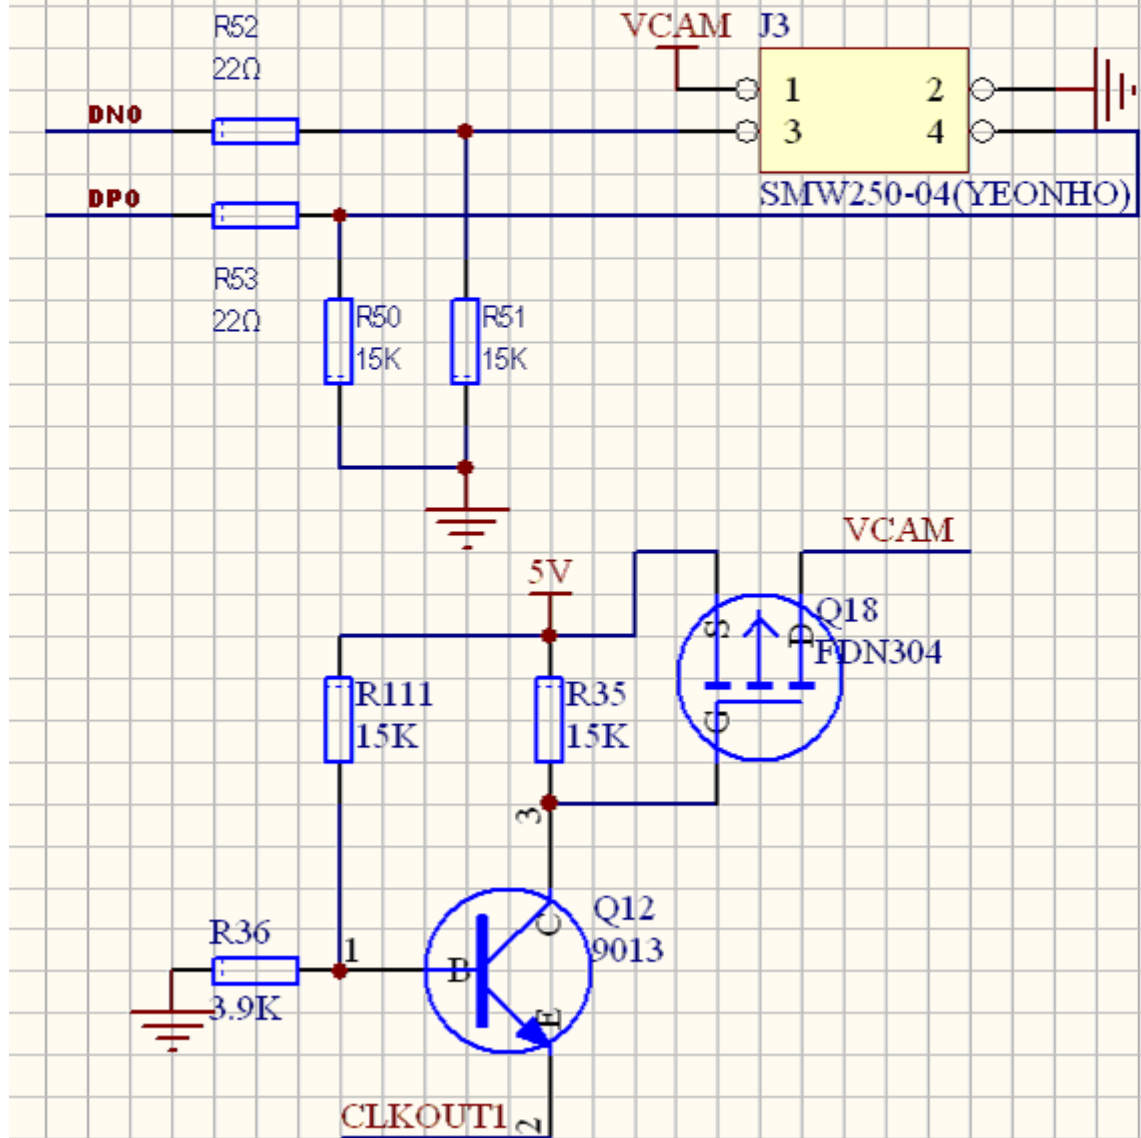 R52
22Ω
DN0
DP0
R53
22Ω
R50
15K
R51
15K
VCAM
J3
1 2
3 4
SMW250-04(YEONHO)
VCAM
5V
S
D
G
Q18
FDN304
R111
15K
R35
15K
3
R36
3.9K
1
B
C
E
Q12
9013
CLKOUT1
2